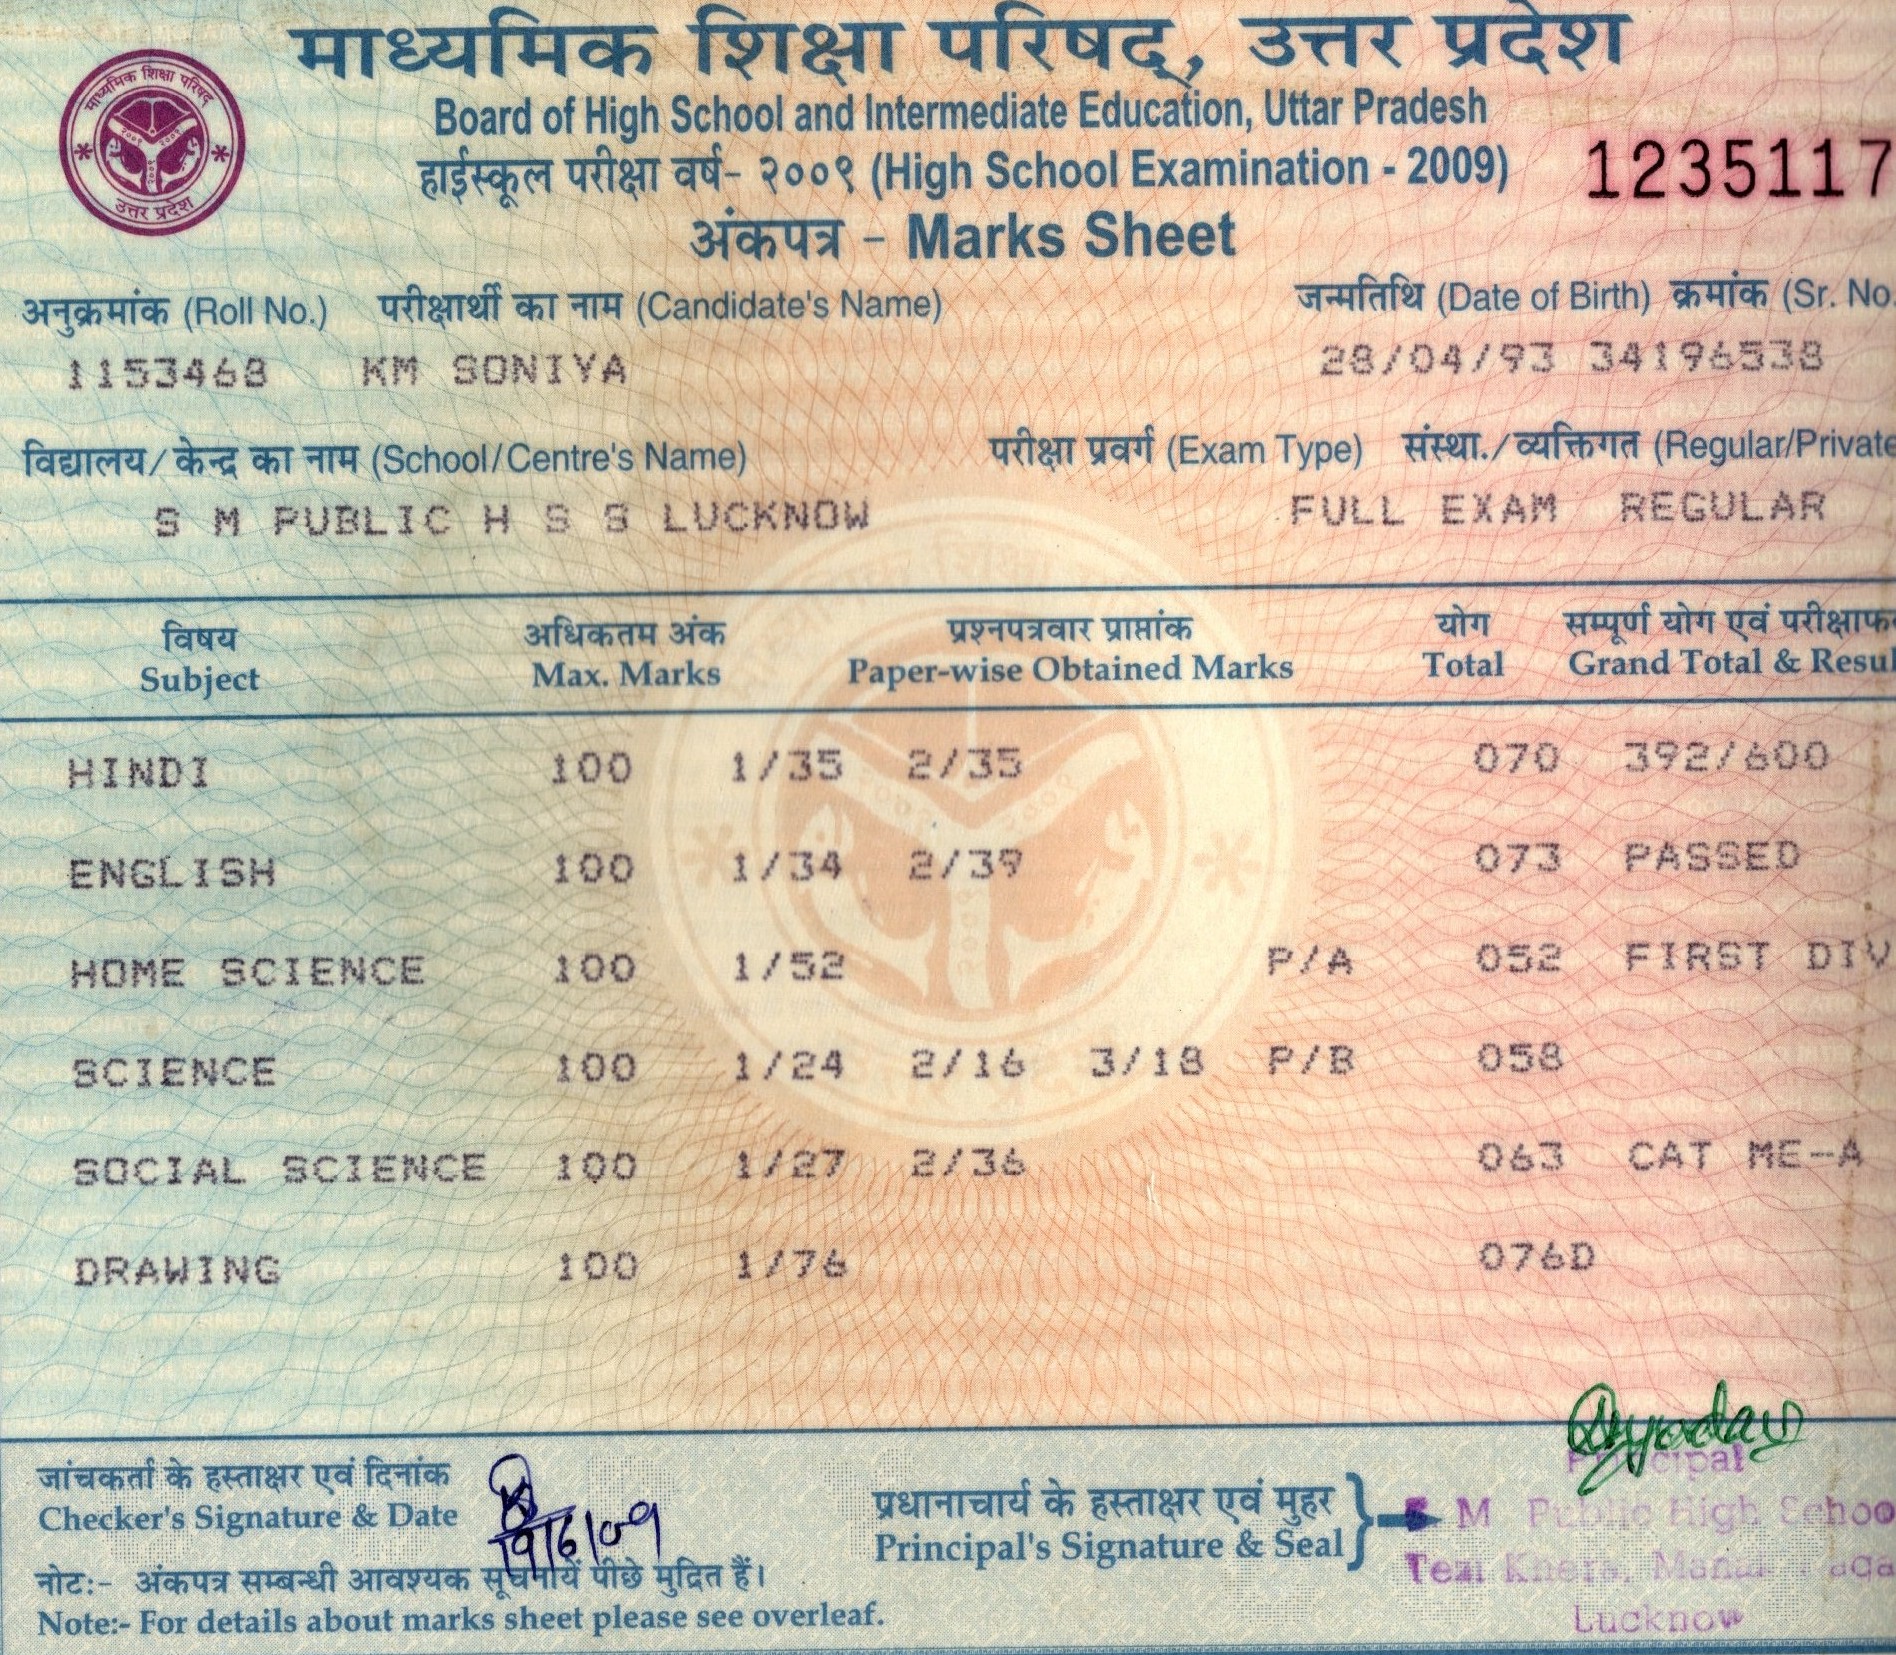 माध्यमिक शिक्षा परिषद्, उत्तर प्रदेश
Board of High School and Intermediate Education, Uttar Pradesh
हाईस्कूल परीक्षा वर्ष- २००९ (High School Examination - 2009)
1235117
अंकपत्र - Marks Sheet
माध्यमिक शिक्षा परिषद्
उत्तर प्रदेश
अनुक्रमांक (Roll No.) परीक्षार्थी का नाम (Candidate's Name) जन्मतिथि (Date of Birth) क्रमांक (Sr. No.
1153468 KM SONIYA 28/04/93 34196538
विद्यालय/केन्द्र का नाम (School/Centre's Name) परीक्षा प्रवर्ग (Exam Type) संस्था./व्यक्तिगत (Regular/Private
S M PUBLIC H S S LUCKNOW FULL EXAM REGULAR
विषय अधिकतम अंक प्रश्नपत्रवार प्राप्तांक योग सम्पूर्ण योग एवं परीक्षाफ
Subject Max. Marks Paper-wise Obtained Marks Total Grand Total & Resul
HINDI 100 1/35 2/35 070 392/600
ENGLISH 100 1/34 2/39 073 PASSED
HOME SCIENCE 100 1/52 P/A 052 FIRST DIV
SCIENCE 100 1/24 2/16 3/18 P/B 058
SOCIAL SCIENCE 100 1/27 2/36 063 CAT ME-A
DRAWING 100 1/76 076D
जांचकर्ता के हस्ताक्षर एवं दिनांक
Checker's Signature & Date
19/6/09
प्रधानाचार्य के हस्ताक्षर एवं मुहर
Principal's Signature & Seal
Principal
S M Public High Schoo
Lucknow
नोट:- अंकपत्र सम्बन्धी आवश्यक सूचनायें पीछे मुद्रित हैं।
Note:- For details about marks sheet please see overleaf.